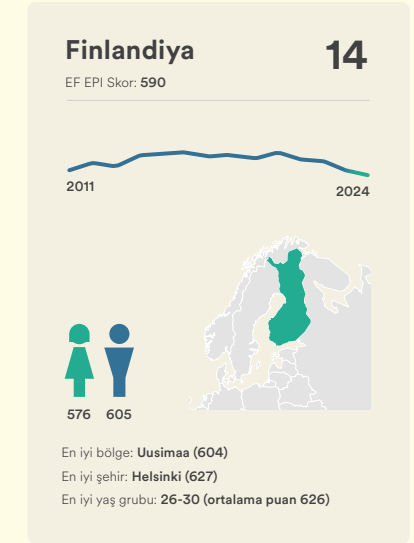 Finlandiya 14
EF EPI Skor: 590
2011
2024
576 605
En iyi bölge: Uusimaa (604)
En iyi şehir: Helsinki (627)
En iyi yaş grubu: 26-30 (ortalama puan 626)